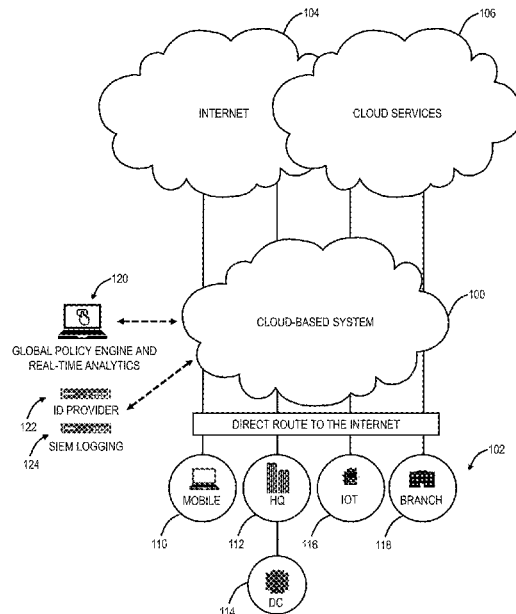 104
106
INTERNET
CLOUD SERVICES
120
100
CLOUD-BASED SYSTEM
GLOBAL POLICY ENGINE AND
REAL-TIME ANALYTICS
122
ID PROVIDER
124
SIEM LOGGING
DIRECT ROUTE TO THE INTERNET
102
MOBILE
HQ
IOT
BRANCH
110
112
116
118
114
DC